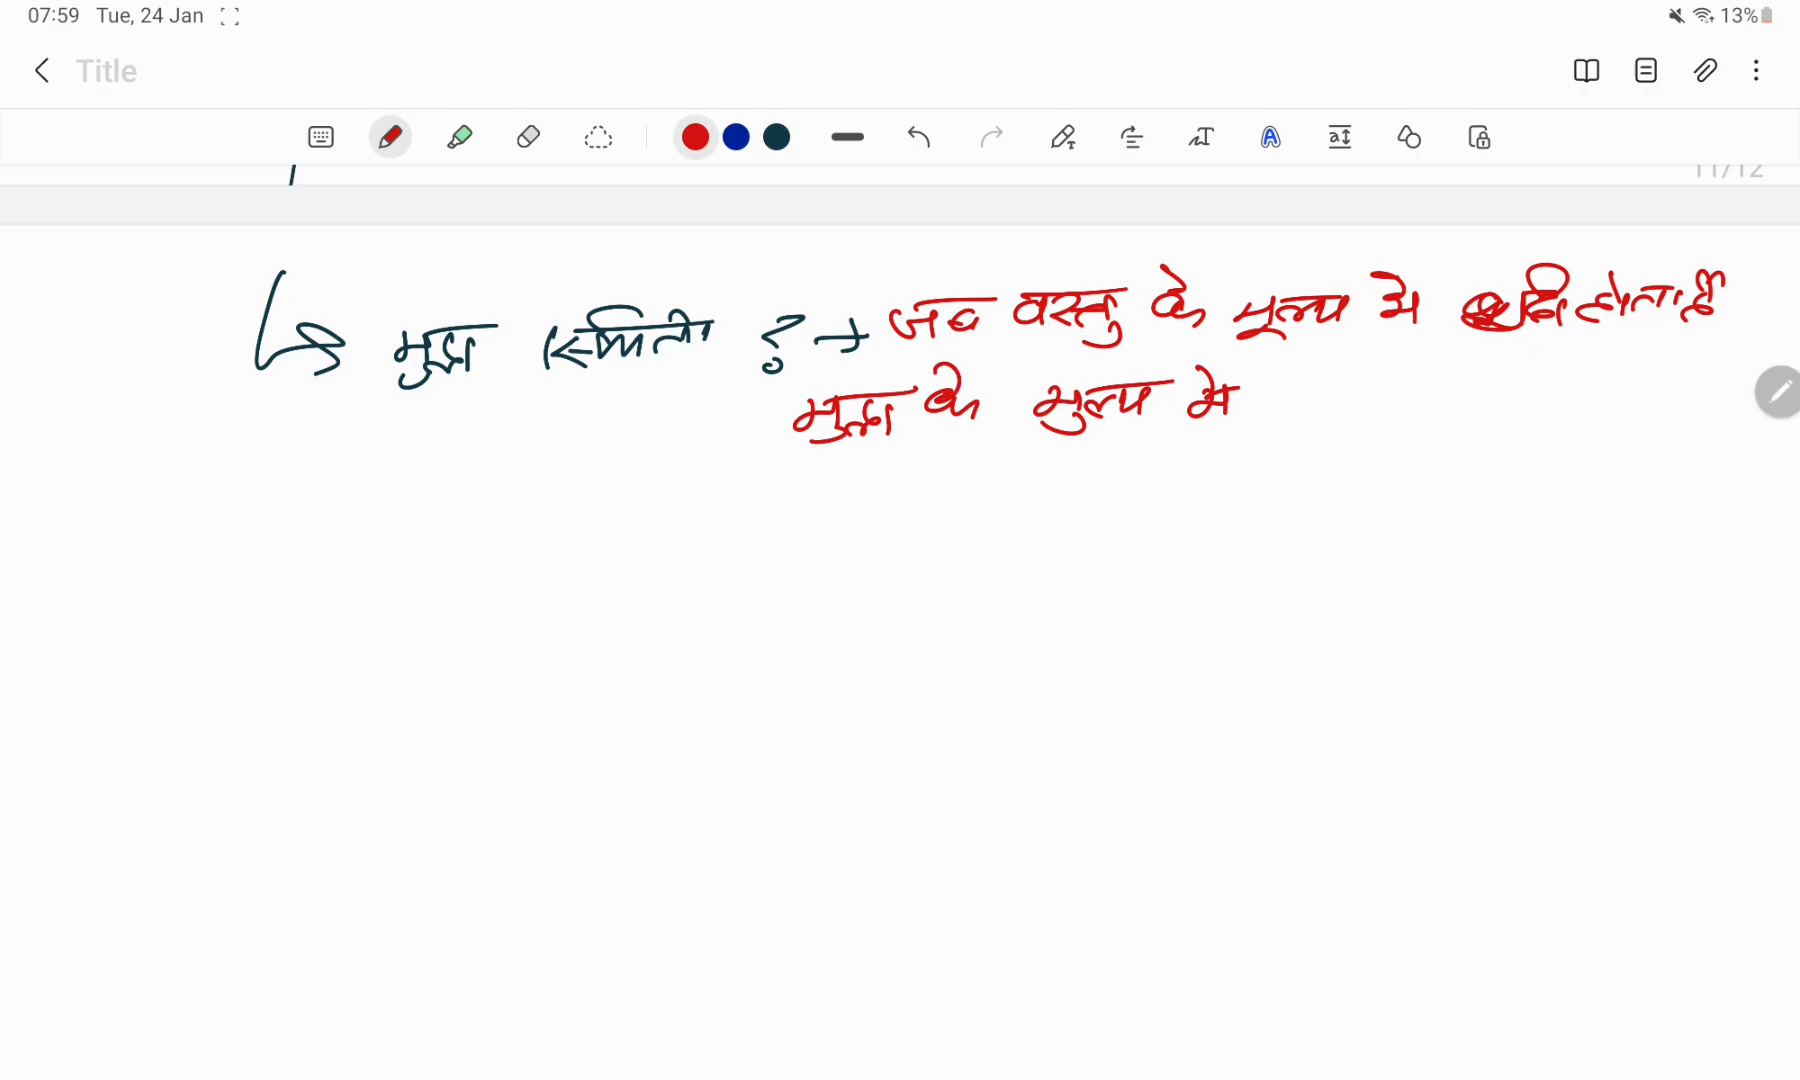 07:59 Tue, 24 Jan 13%
Title
11/12
मुद्रा स्फीति है → जब वस्तु के मूल्य मे वृद्धि होता है
मुद्रा के मुल्य मे